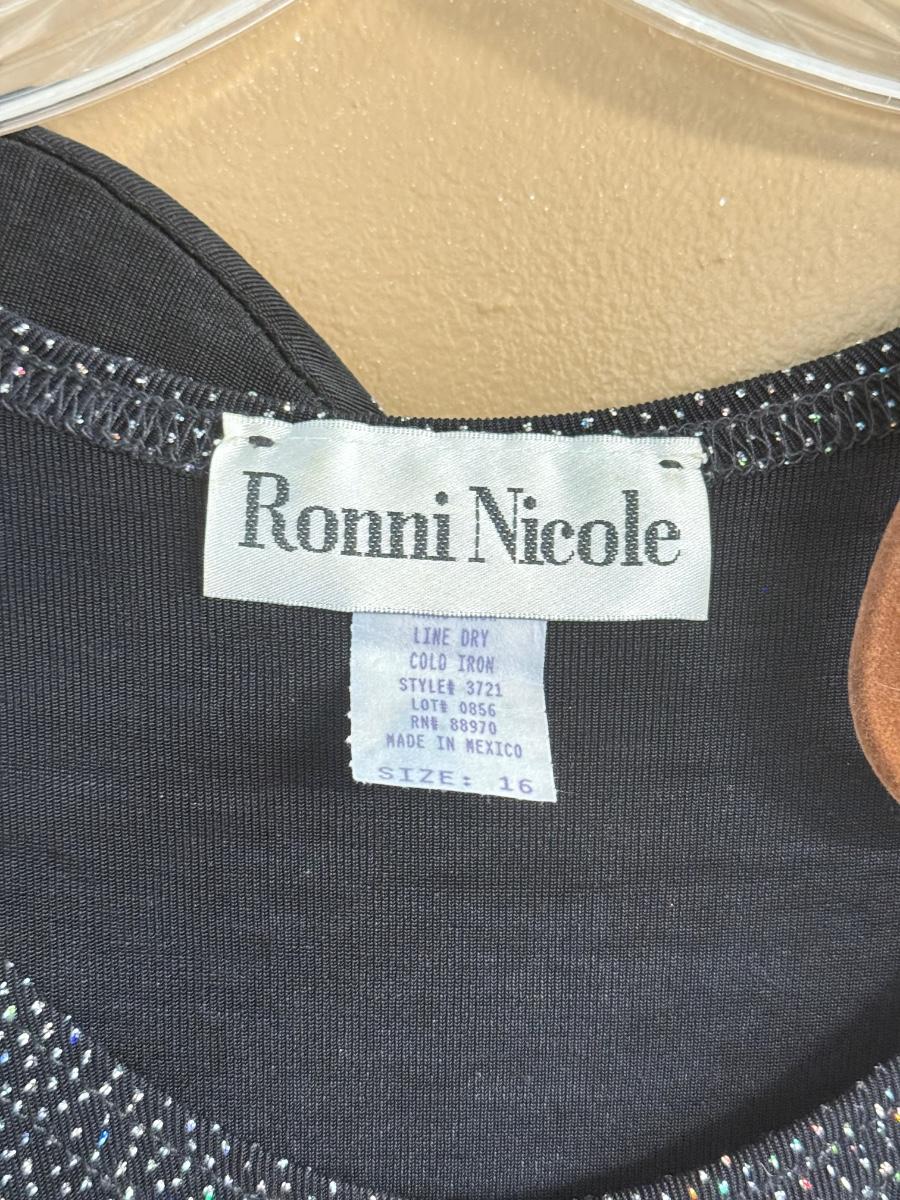 Ronni Nicole
LINE DRY
COLD IRON
STYLE# 3721
LOT# 0856
RN# 88970
MADE IN MEXICO
SIZE: 16